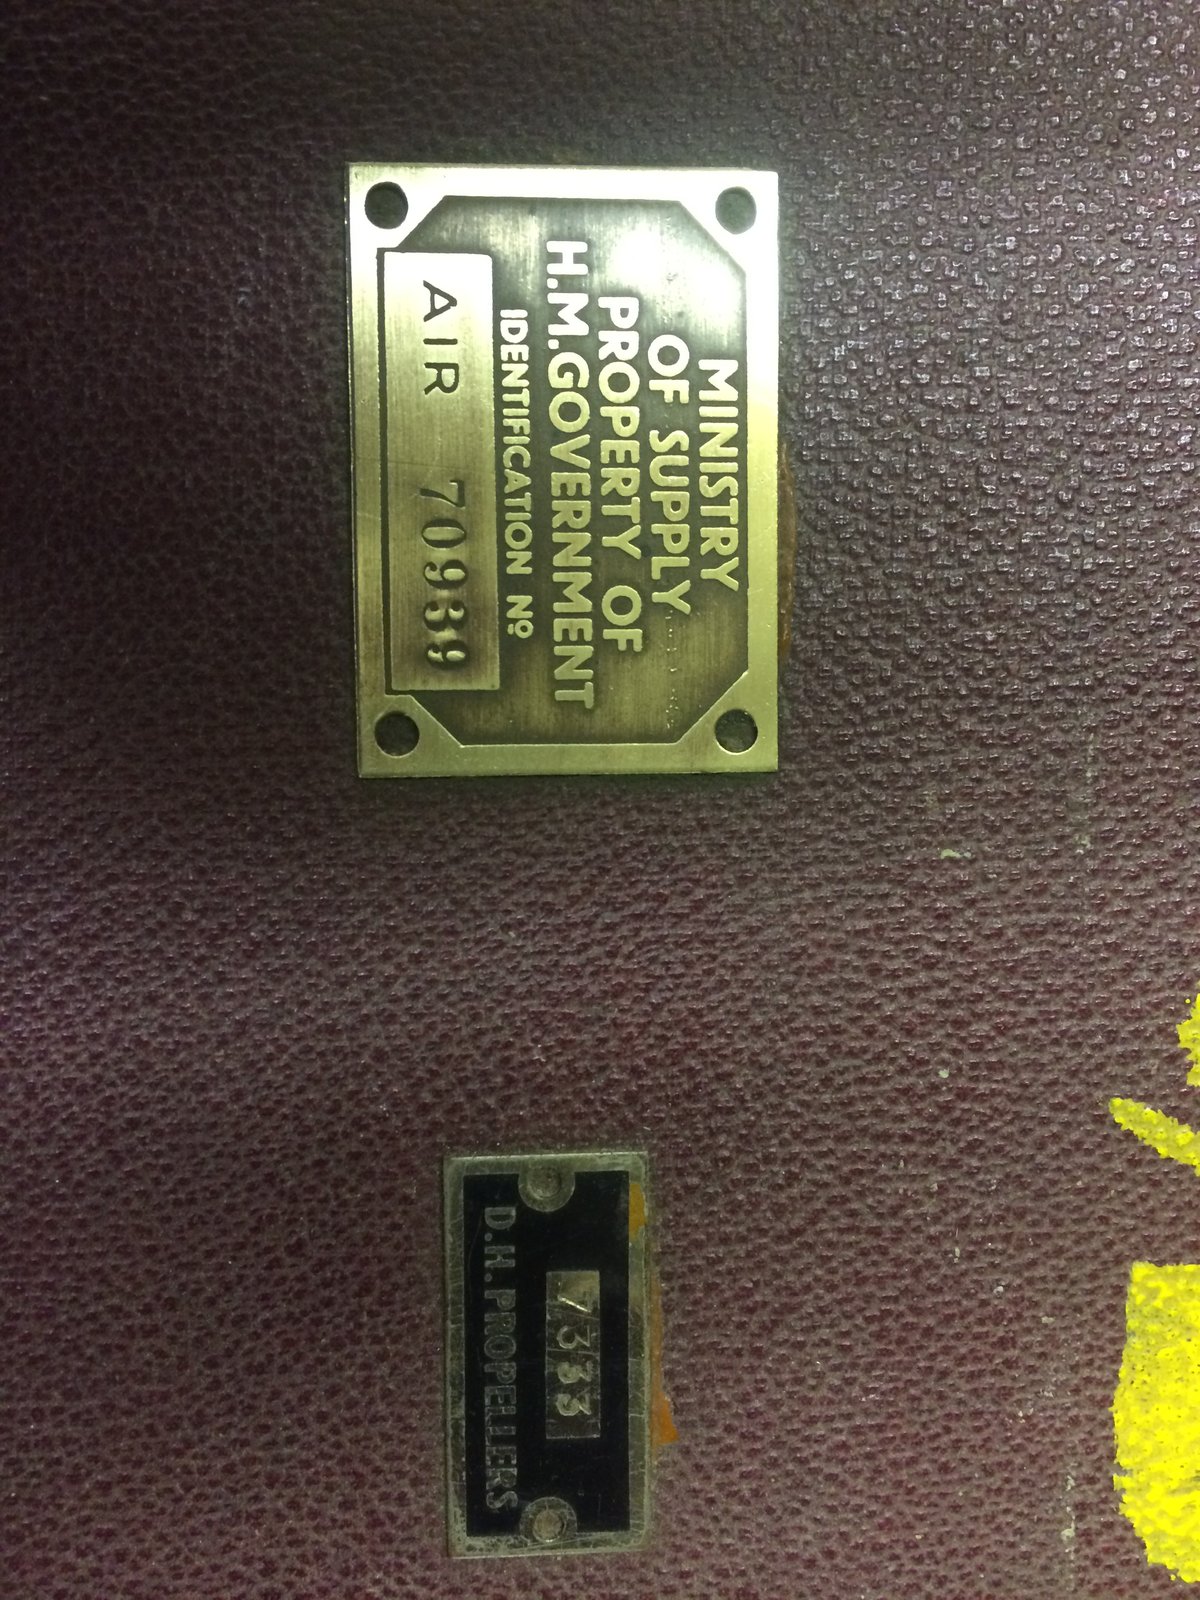 MINISTRY
OF SUPPLY
PROPERTY OF
H.M.GOVERNMENT
IDENTIFICATION Nº
AIR 70939
7333
D.H.PROPELLERS